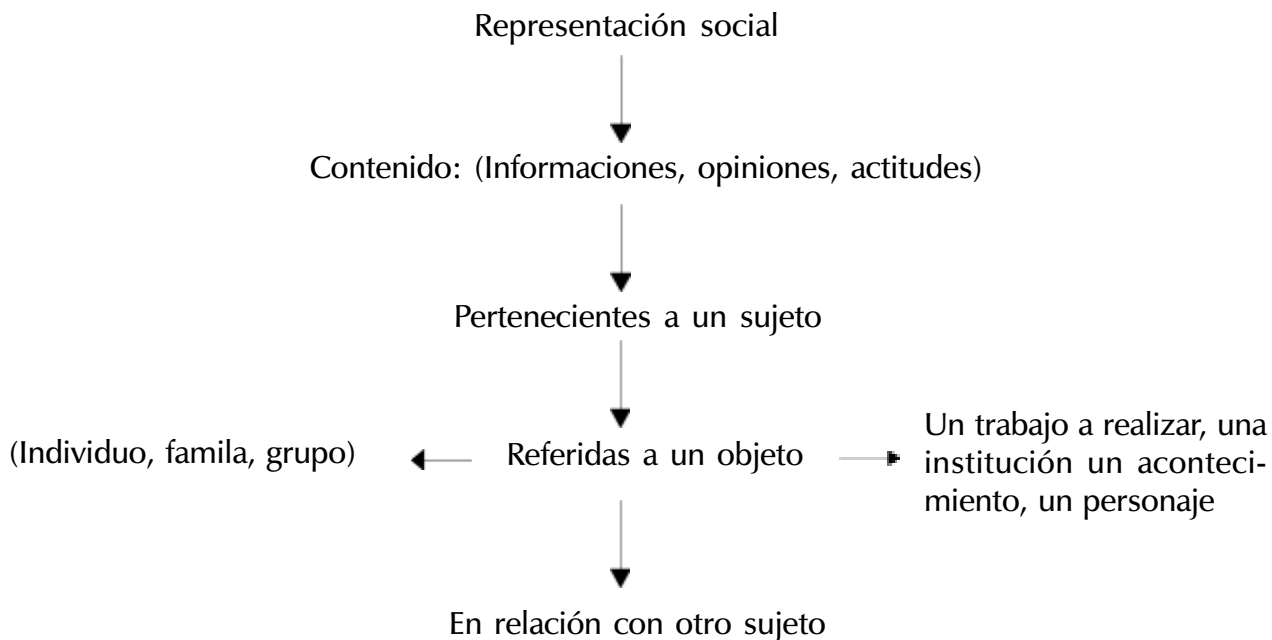 Representación social
Contenido: (Informaciones, opiniones, actitudes)
Pertenecientes a un sujeto
(Individuo, famila, grupo)
Referidas a un objeto
Un trabajo a realizar, una
institución un aconteci-
miento, un personaje
En relación con otro sujeto